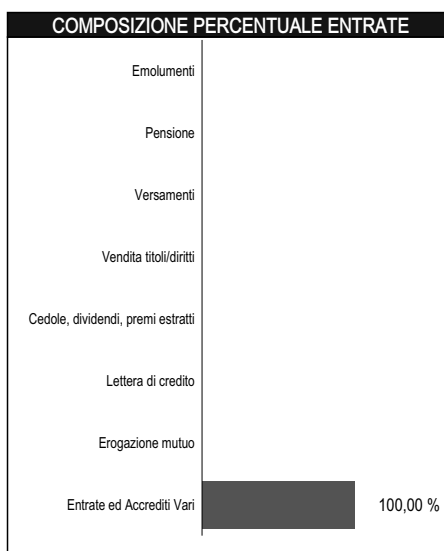 COMPOSIZIONE PERCENTUALE ENTRATE
Emolumenti
Pensione
Versamenti
Vendita titoli/diritti
Cedole, dividendi, premi estratti
Lettera di credito
Erogazione mutuo
Entrate ed Accrediti Vari 100,00 %